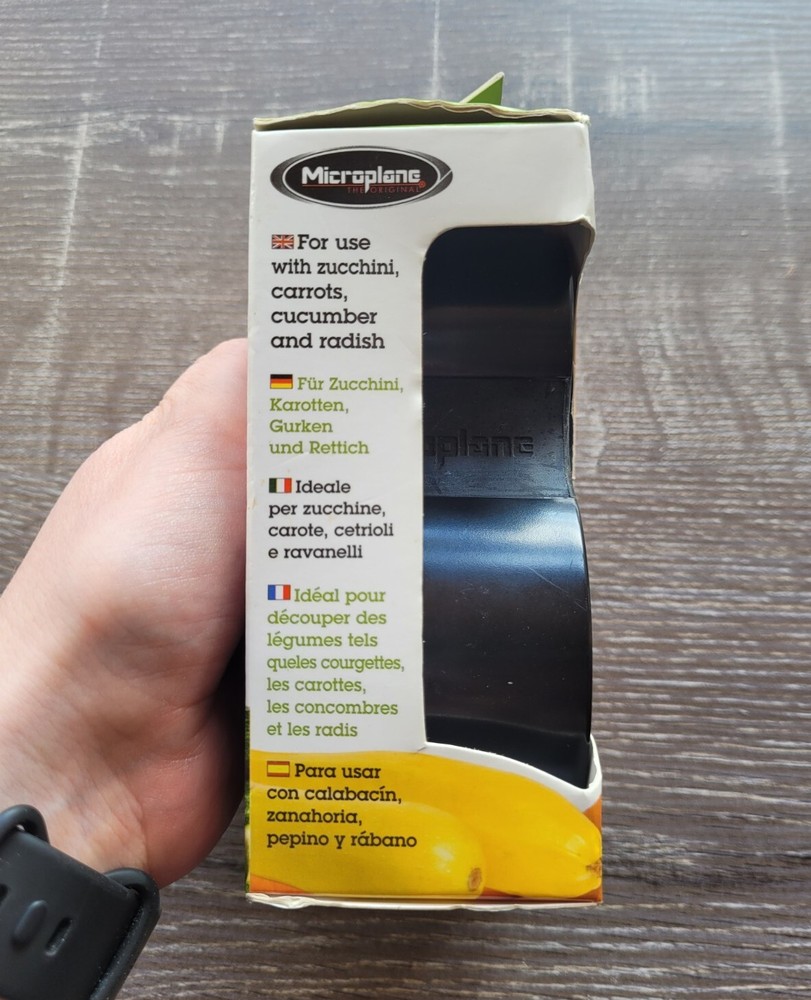 Microplane
THE ORIGINAL®
For use
with zucchini,
carrots,
cucumber
and radish
Für Zucchini,
Karotten,
Gurken
und Rettich
Ideale
per zucchine,
carote, cetrioli
e ravanelli
Idéal pour
découper des
légumes tels
queles courgettes,
les carottes,
les concombres
et les radis
Para usar
con calabacín,
zanahoria,
pepino y rábano
oplane